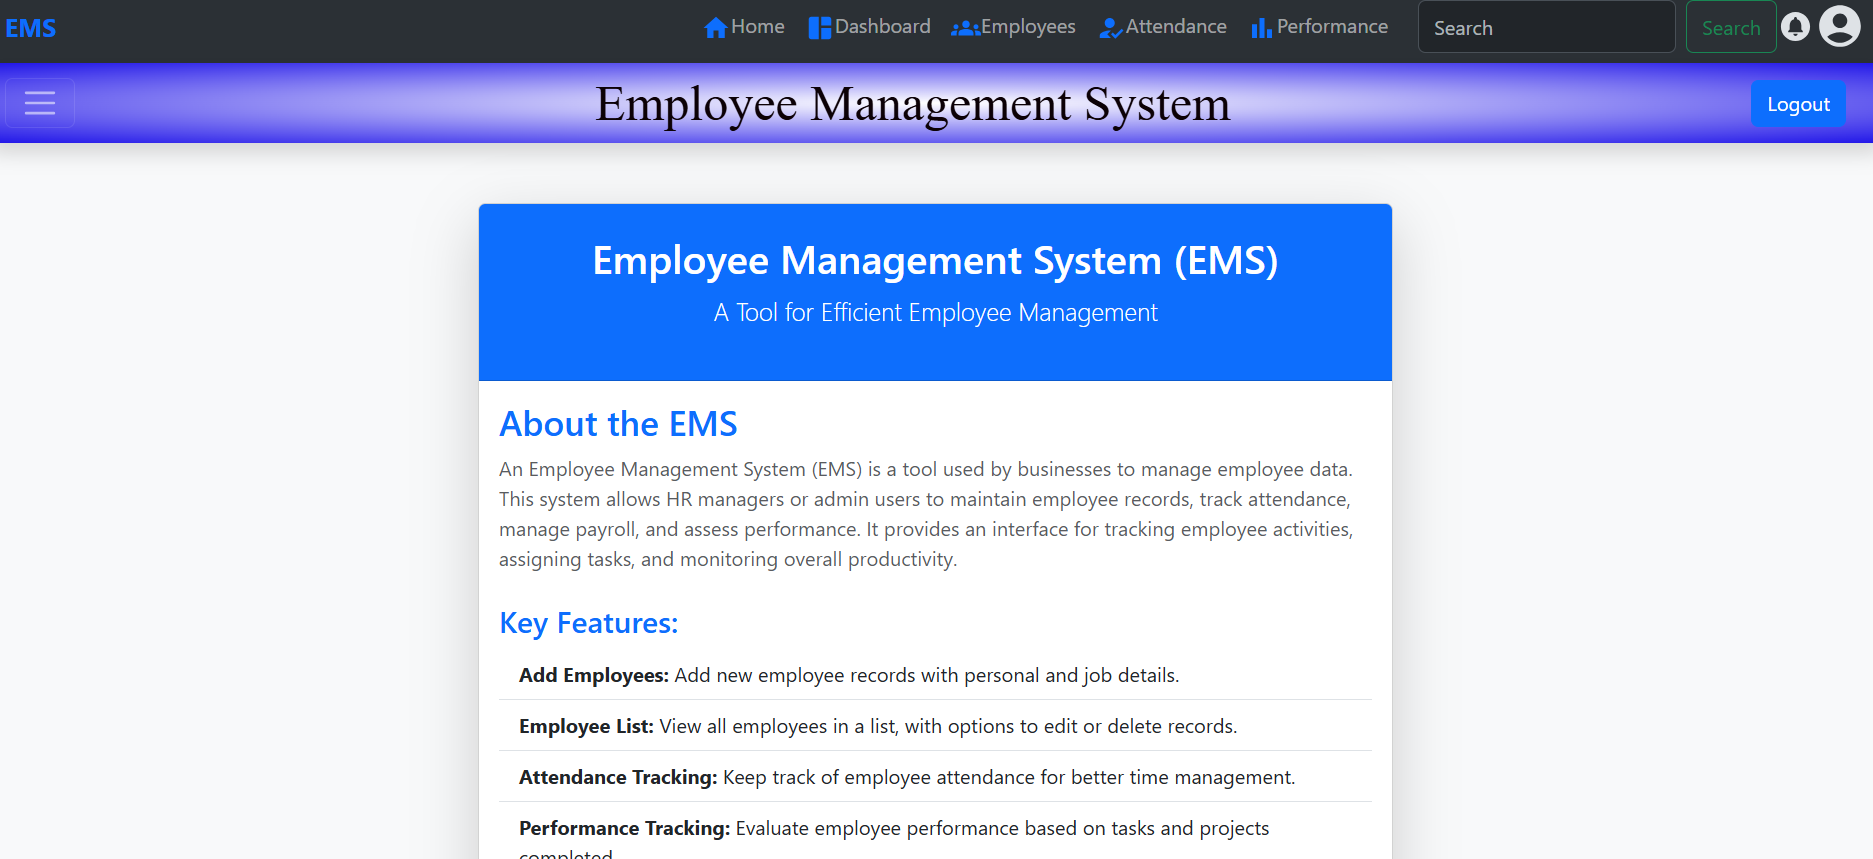 EMS
Home Dashboard Employees Attendance Performance Search Search
Employee Management System
Logout
Employee Management System (EMS)
A Tool for Efficient Employee Management
About the EMS
An Employee Management System (EMS) is a tool used by businesses to manage employee data.
This system allows HR managers or admin users to maintain employee records, track attendance,
manage payroll, and assess performance. It provides an interface for tracking employee activities,
assigning tasks, and monitoring overall productivity.
Key Features:
Add Employees: Add new employee records with personal and job details.
Employee List: View all employees in a list, with options to edit or delete records.
Attendance Tracking: Keep track of employee attendance for better time management.
Performance Tracking: Evaluate employee performance based on tasks and projects
completed